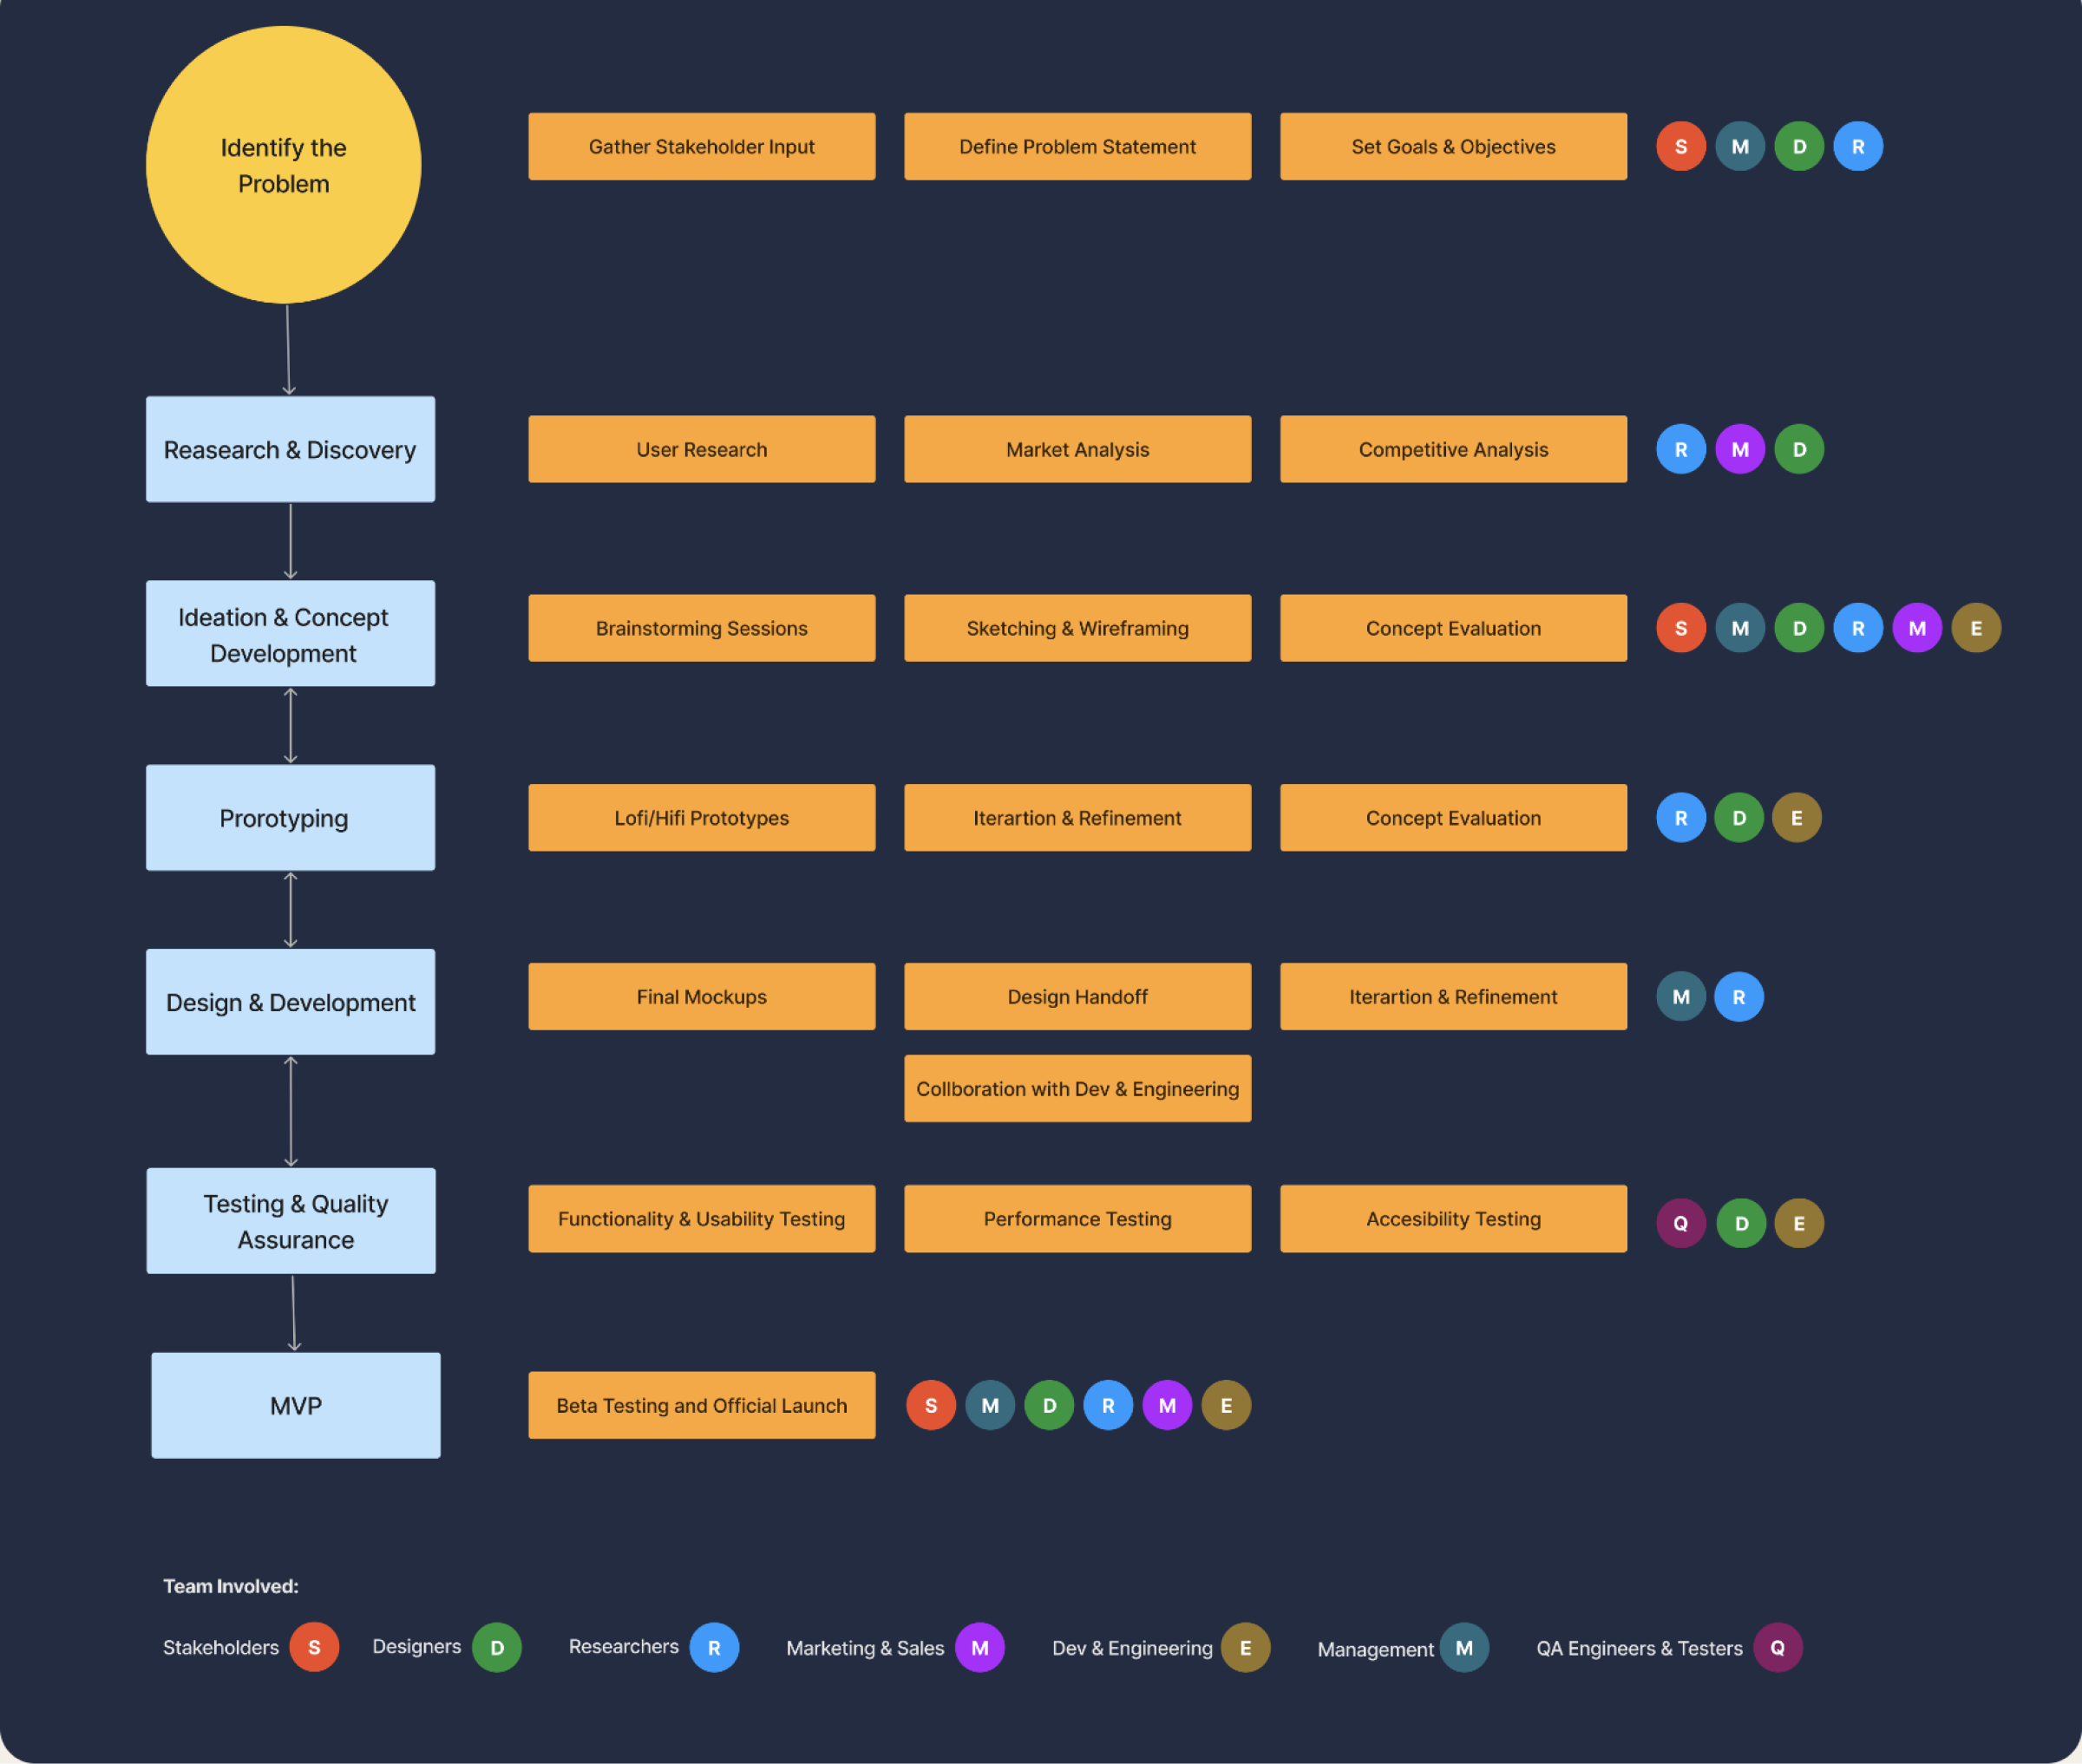 Identify the
Problem
Gather Stakeholder Input
Define Problem Statement
Set Goals & Objectives
S M D R
Reasearch & Discovery
User Research
Market Analysis
Competitive Analysis
R M D
Ideation & Concept
Development
Brainstorming Sessions
Sketching & Wireframing
Concept Evaluation
S M D R M E
Prorotyping
Lofi/Hifi Prototypes
Iterartion & Refinement
Concept Evaluation
R D E
Design & Development
Final Mockups
Design Handoff
Iterartion & Refinement
M R
Collboration with Dev & Engineering
Testing & Quality
Assurance
Functionality & Usability Testing
Performance Testing
Accesibility Testing
Q D E
MVP
Beta Testing and Official Launch
S M D R M E
Team Involved:
Stakeholders S
Designers D
Researchers R
Marketing & Sales M
Dev & Engineering E
Management M
QA Engineers & Testers Q